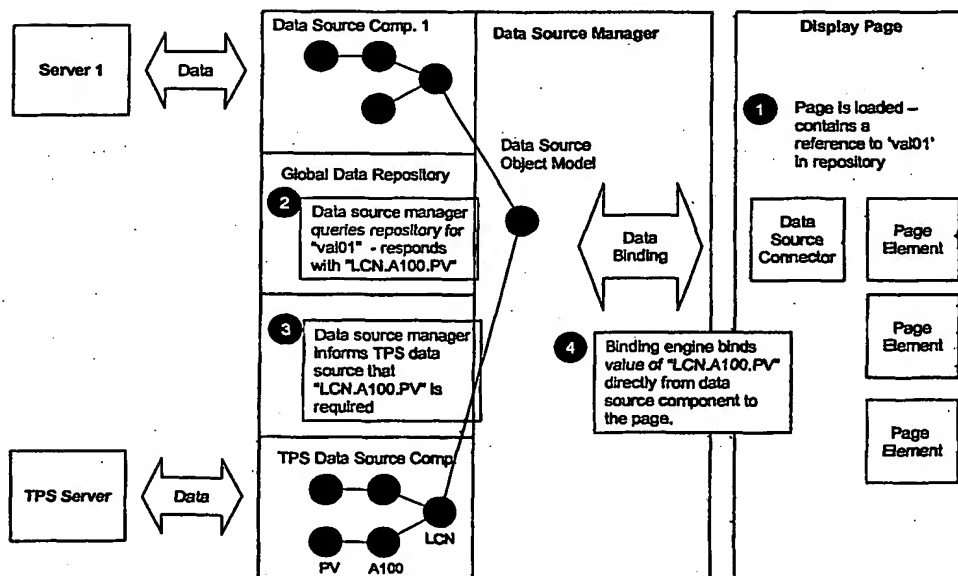 Server 1
Data
Data Source Comp. 1
Data Source Manager
Display Page
1
Page is loaded –
contains a
reference to 'val01'
in repository
Data Source
Object Model
Global Data Repository
2
Data source manager
queries repository for
"val01" - responds
with "LCN.A100.PV"
3
Data source manager
informs TPS data
source that
"LCN.A100.PV" is
required
Data
Binding
Data
Source
Connector
Page
Element
Page
Element
Page
Element
4
Binding engine binds
value of "LCN.A100.PV"
directly from data
source component to
the page.
TPS Server
Data
TPS Data Source Comp.
LCN
PV
A100